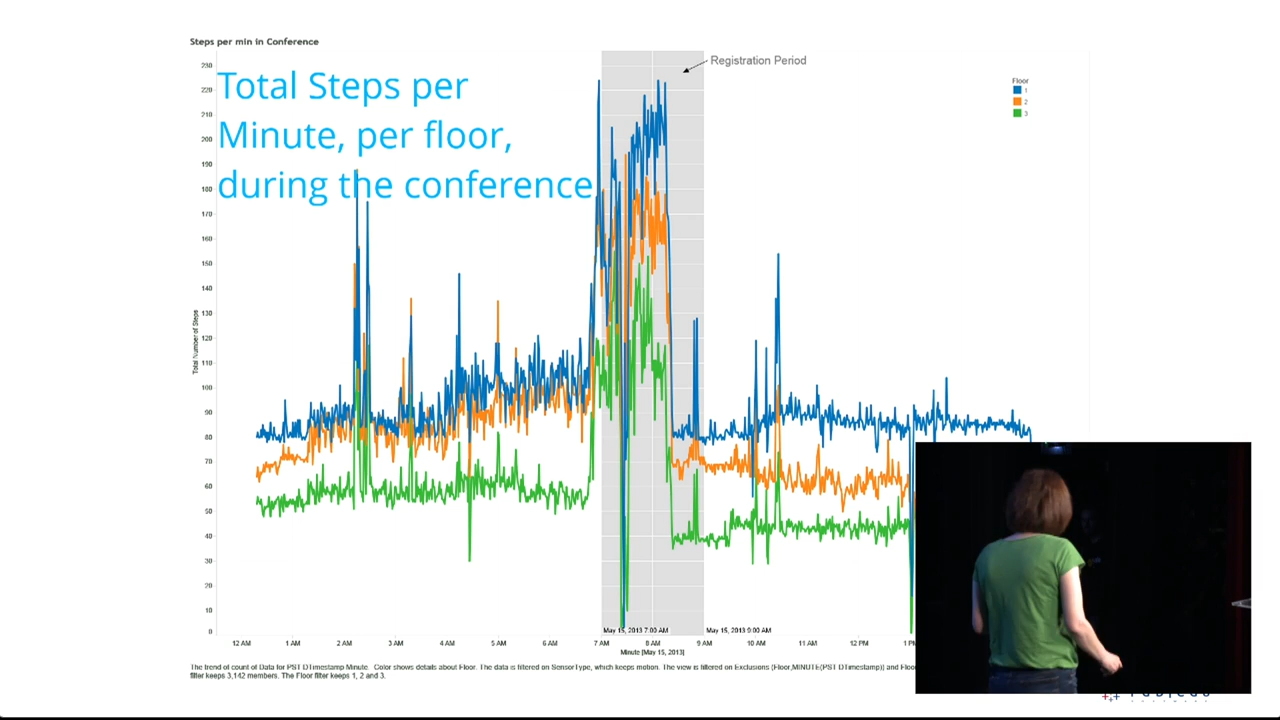 Steps per min in Conference
Total Steps per
Minute, per floor,
during the conference
Registration Period
Floor
1
2
3
230
220
210
200
190
180
170
160
150
140
130
120
110
100
90
80
70
60
50
40
30
20
10
0
Total Number of Steps
May 15, 2013 7:00 AM
May 15, 2013 9:00 AM
12 AM 1 AM 2 AM 3 AM 4 AM 5 AM 6 AM 7 AM 8 AM 9 AM 10 AM 11 AM 12 PM
Minute [May 15, 2013]
The trend of count of Data for PST DTimestamp Minute. Color shows details about Floor. The data is filtered on SensorType, which keeps motion. The view is filtered on Exclusions (Floor,MINUTE(PST DTimestamp)) and
filter keeps 3,142 members. The Floor filter keeps 1, 2 and 3.